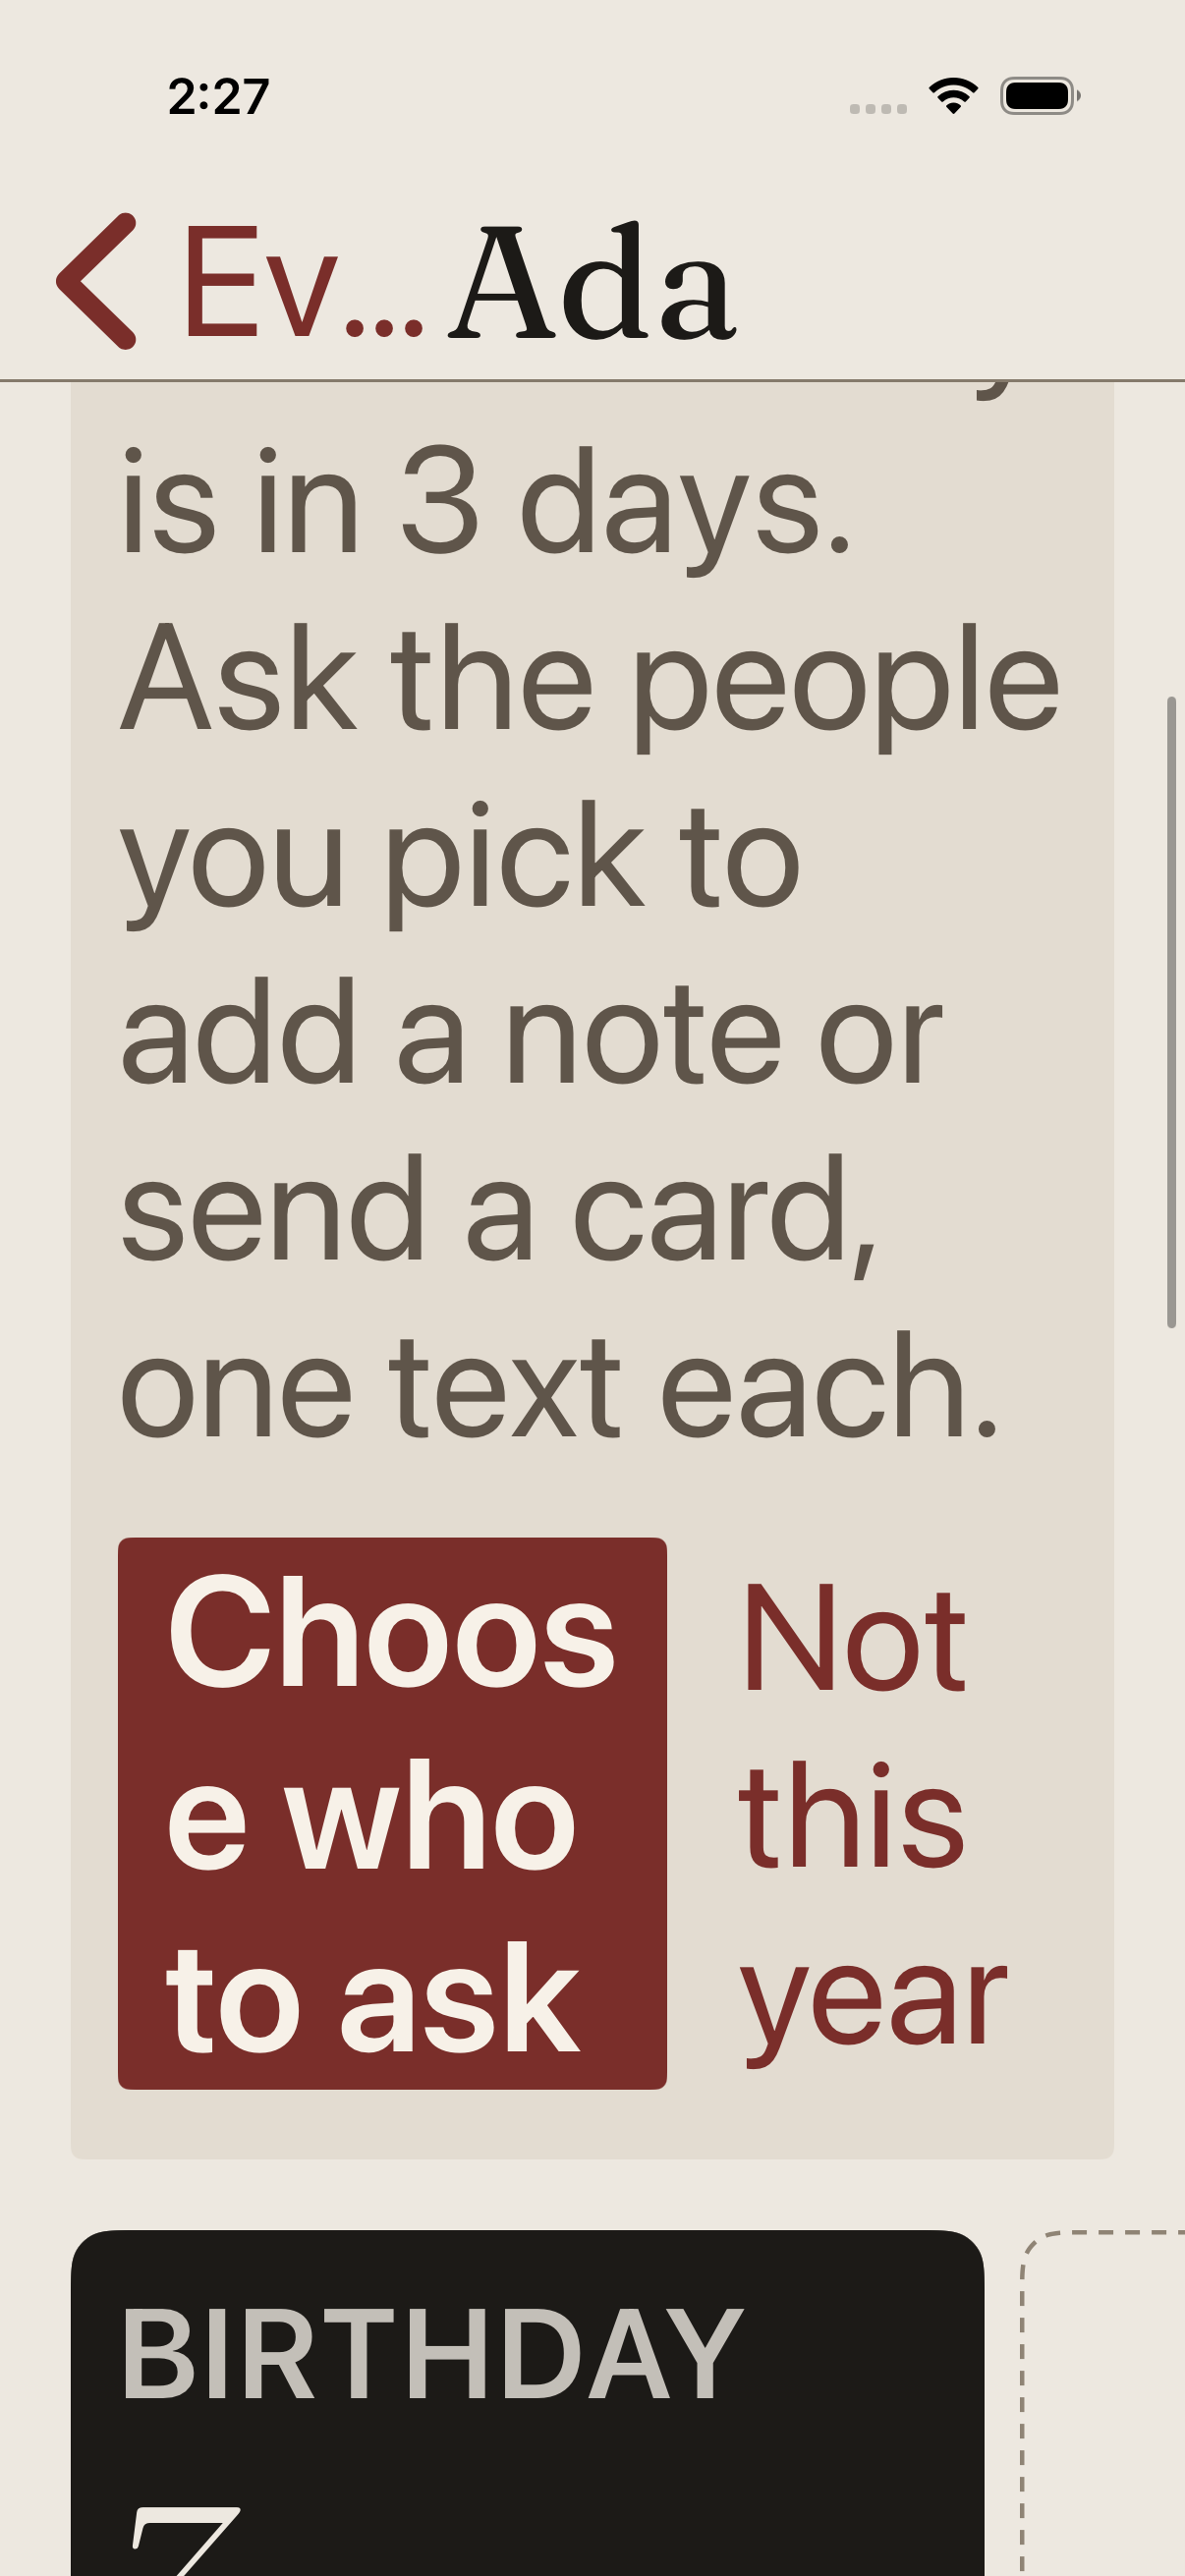 2:27
Ev... Ada
is in 3 days.
Ask the people
you pick to
add a note or
send a card,
one text each.
Choos
e who
to ask
Not
this
year
BIRTHDAY